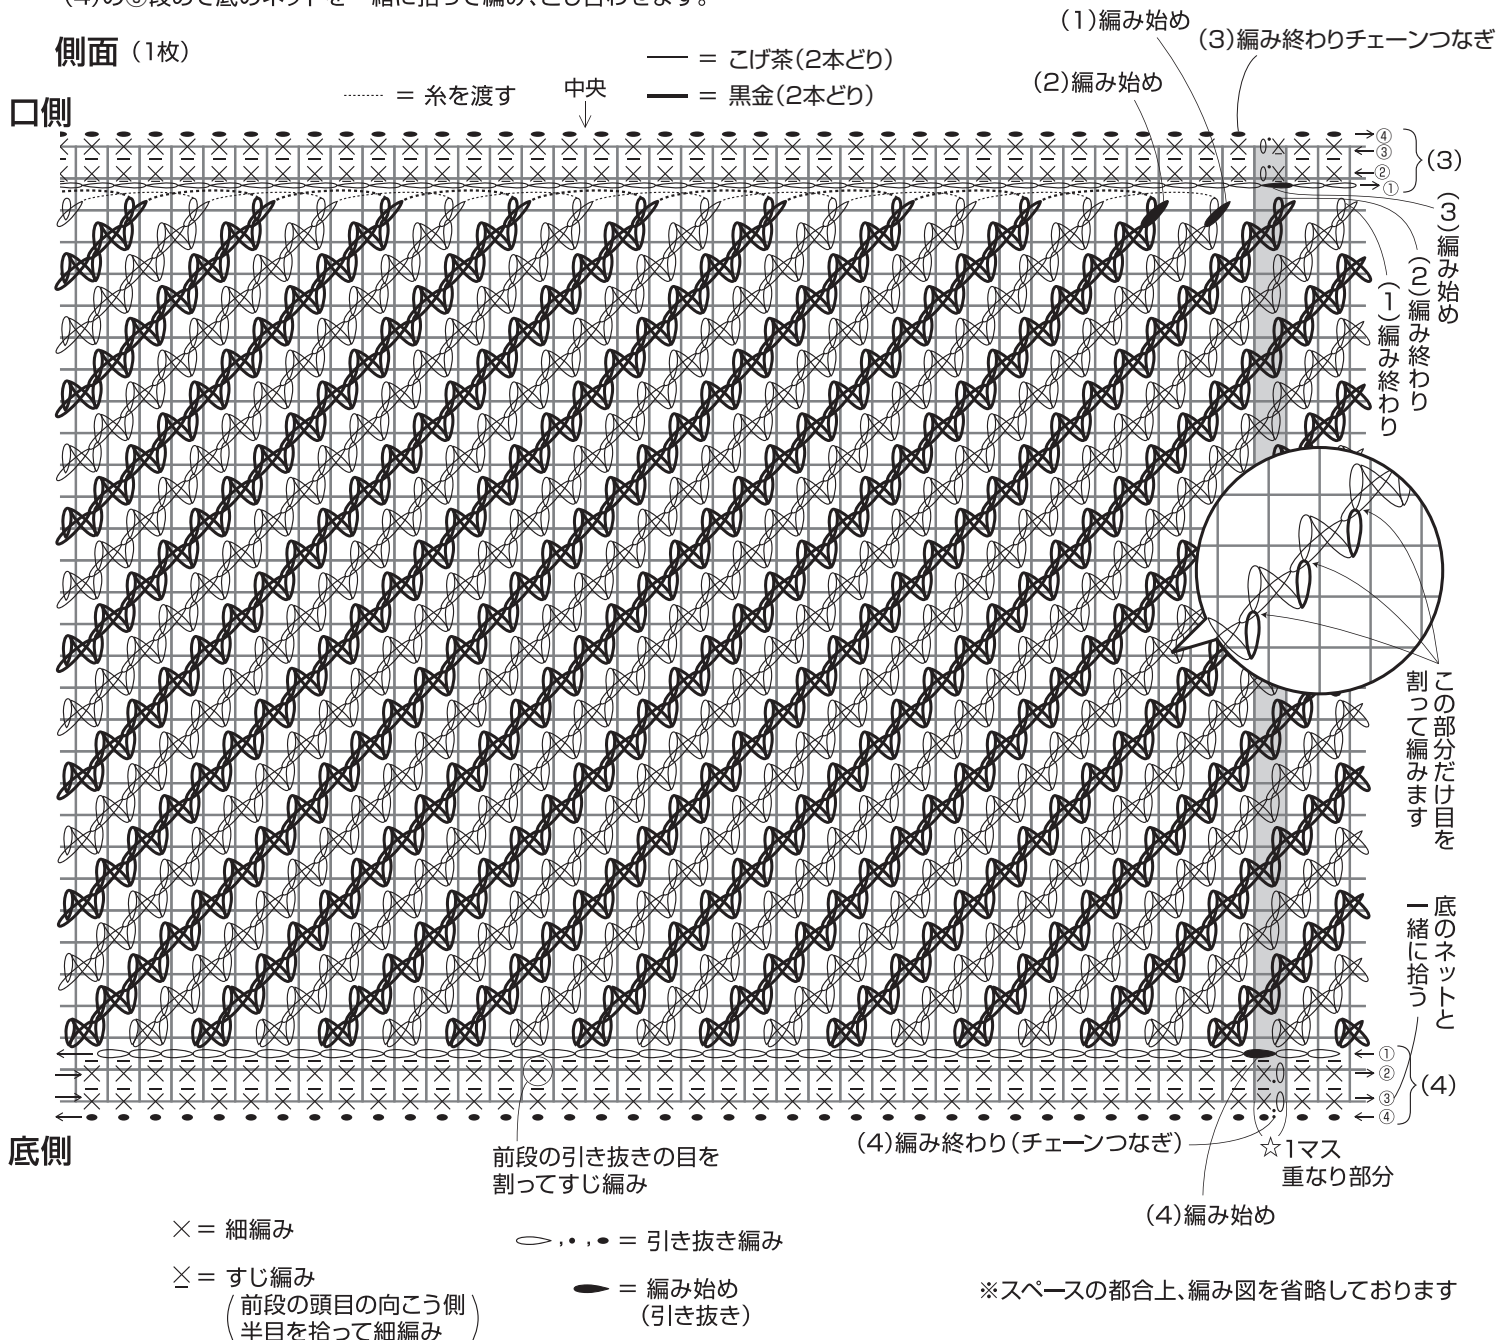 (4)の③段めで底のネットを一緒に拾って編み、とじ合わせます。
側面(1枚)
口側
= 糸を渡す
中央
= こげ茶(2本どり)
= 黒金(2本どり)
(1)編み始め
(2)編み始め
(3)編み終わりチェーンつなぎ
④
③
②
①
(3)
(3)編み始め
(2)編み終わり
(1)編み終わり
この部分だけ目を
割って編みます
底のネットと
一緒に拾う
①
②
③
④
(4)
底側
前段の引き抜きの目を
割ってすじ編み
(4)編み終わり(チェーンつなぎ)
☆1マス
重なり部分
(4)編み始め
× = 細編み
= すじ編み
(前段の頭目の向こう側
半目を拾って細編み)
= 引き抜き編み
= 編み始め
(引き抜き)
※スペースの都合上、編み図を省略しております